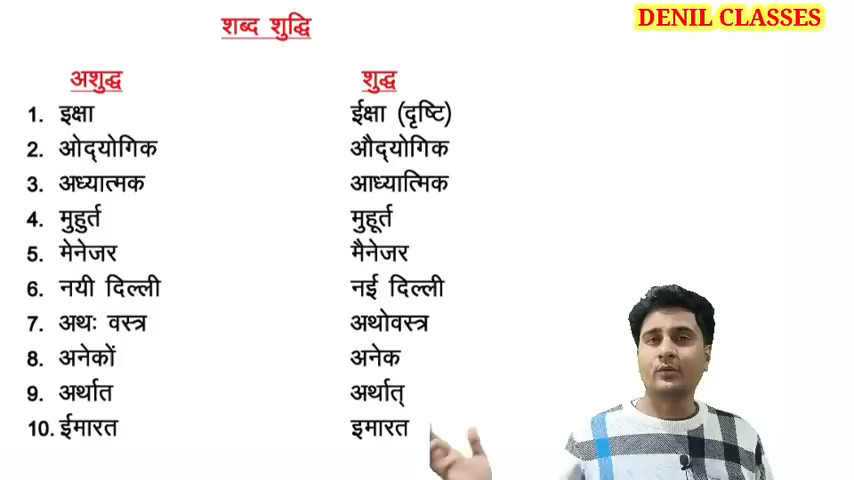 शब्द शुद्धि
DENIL CLASSES
अशुद्ध शुद्ध
1. इक्षा ईक्षा (दृष्टि)
2. ओद्‌योगिक औद्‌योगिक
3. अध्यात्मक आध्यात्मिक
4. मुहुर्त मुहूर्त
5. मेनेजर मैनेजर
6. नयी दिल्ली नई दिल्ली
7. अथः वस्त्र अथोवस्त्र
8. अनेकों अनेक
9. अर्थात अर्थात्
10. ईमारत इमारत